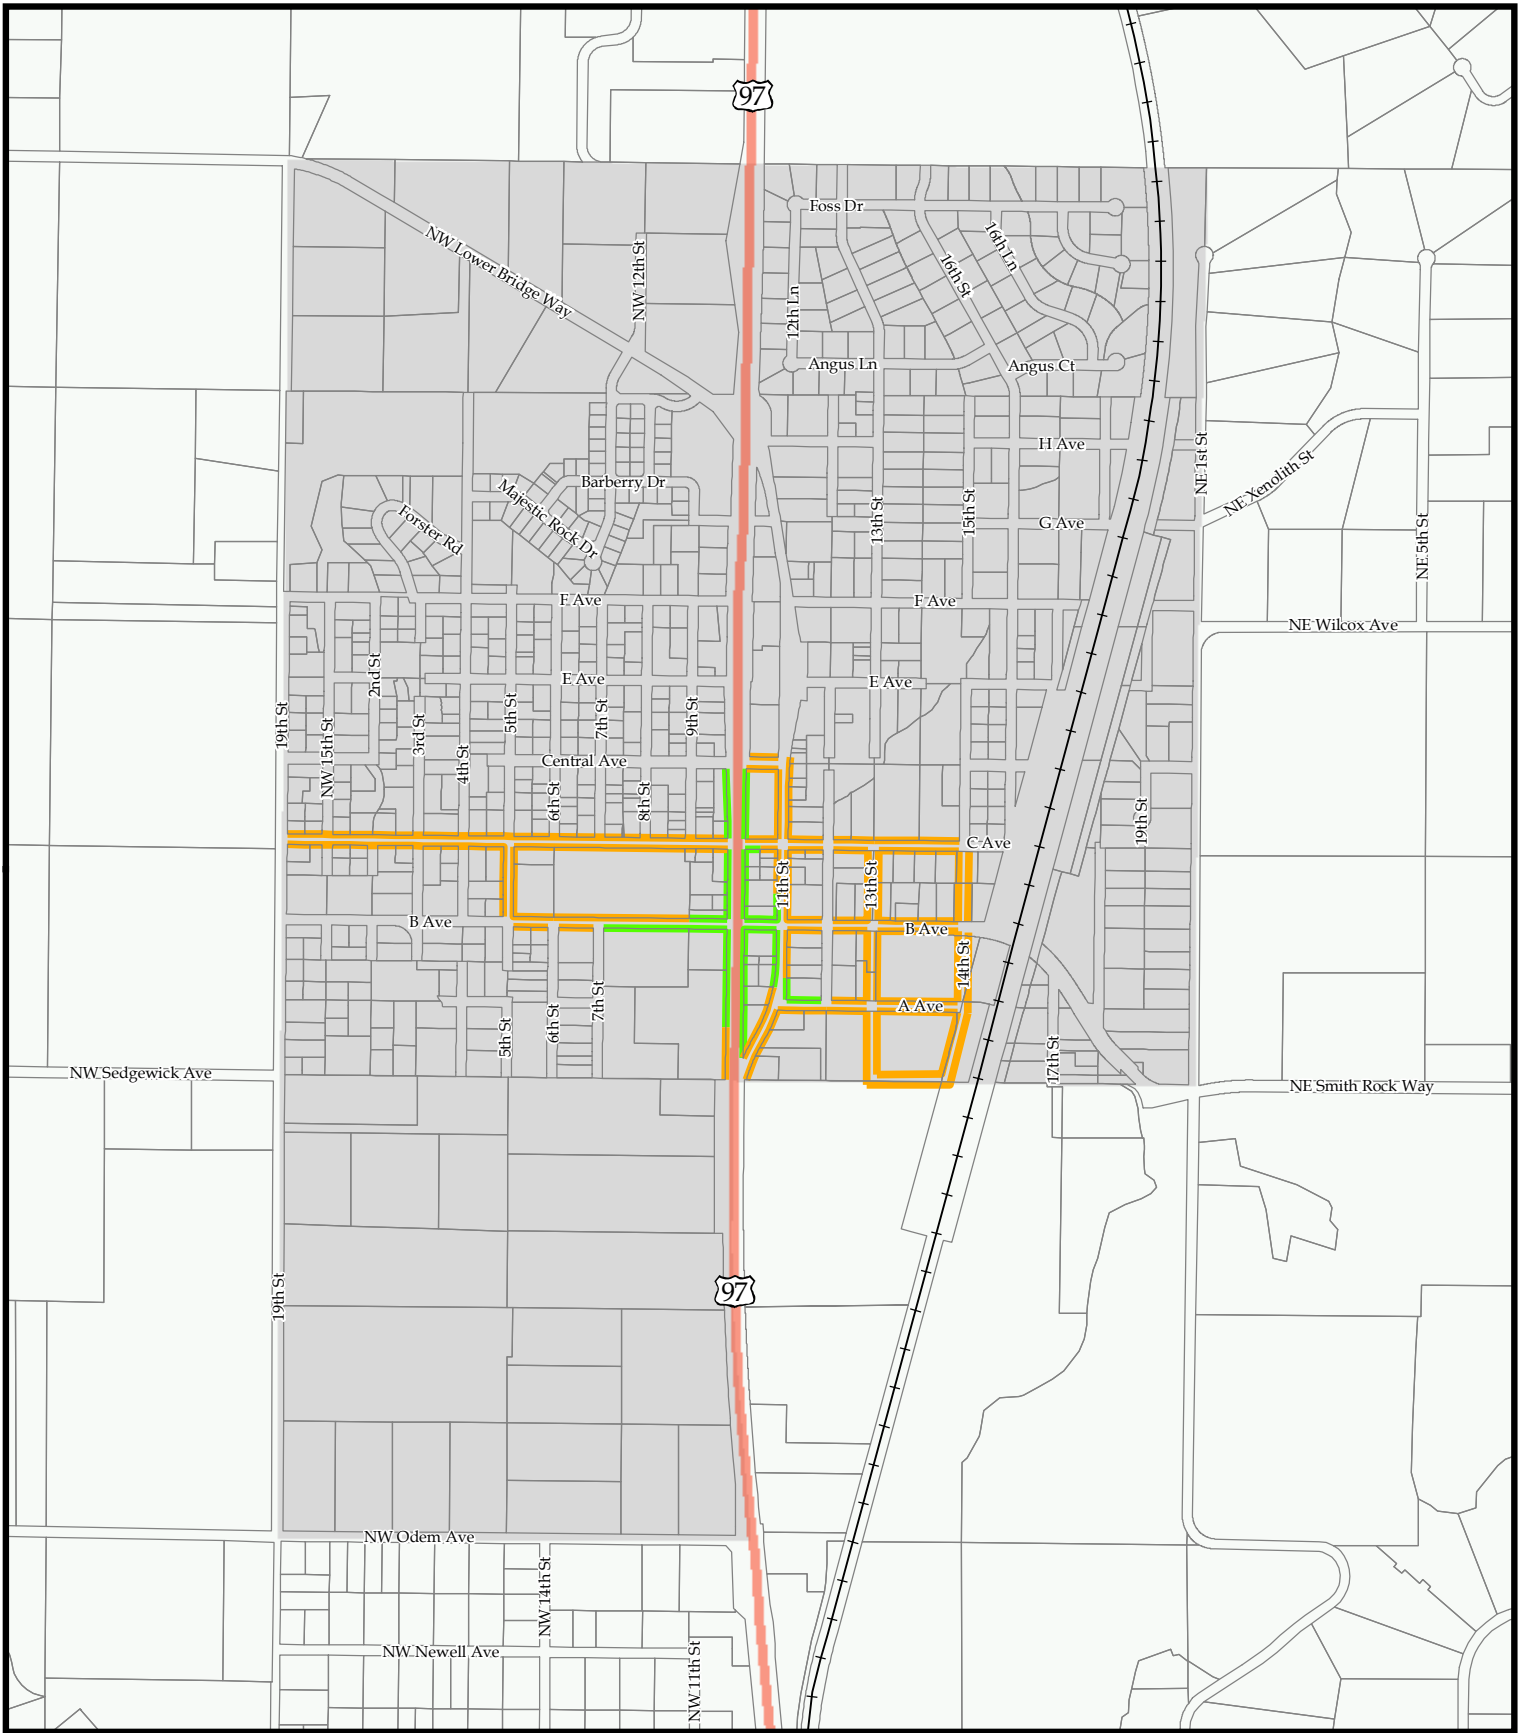 97
Foss Dr
16th Ln
NW Lower Bridge Way
NW 12th St
16th St
12th Ln
Angus Ln
Angus Ct
H Ave
NE 1st St
NE Xenolith St
Barberry Dr
Majestic Rock Dr
Forster Rd
13th St
15th St
G Ave
NE 5th St
F Ave
F Ave
NE Wilcox Ave
2nd St
E Ave
E Ave
19th St
NW 15th St
3rd St
4th St
5th St
7th St
9th St
Central Ave
6th St
8th St
19th St
C Ave
11th St
13th St
B Ave
B Ave
14th St
A Ave
5th St
6th St
7th St
17th St
NW Sedgewick Ave
NE Smith Rock Way
19th St
97
NW Odem Ave
NW 14th St
NW Newell Ave
NW 11th St